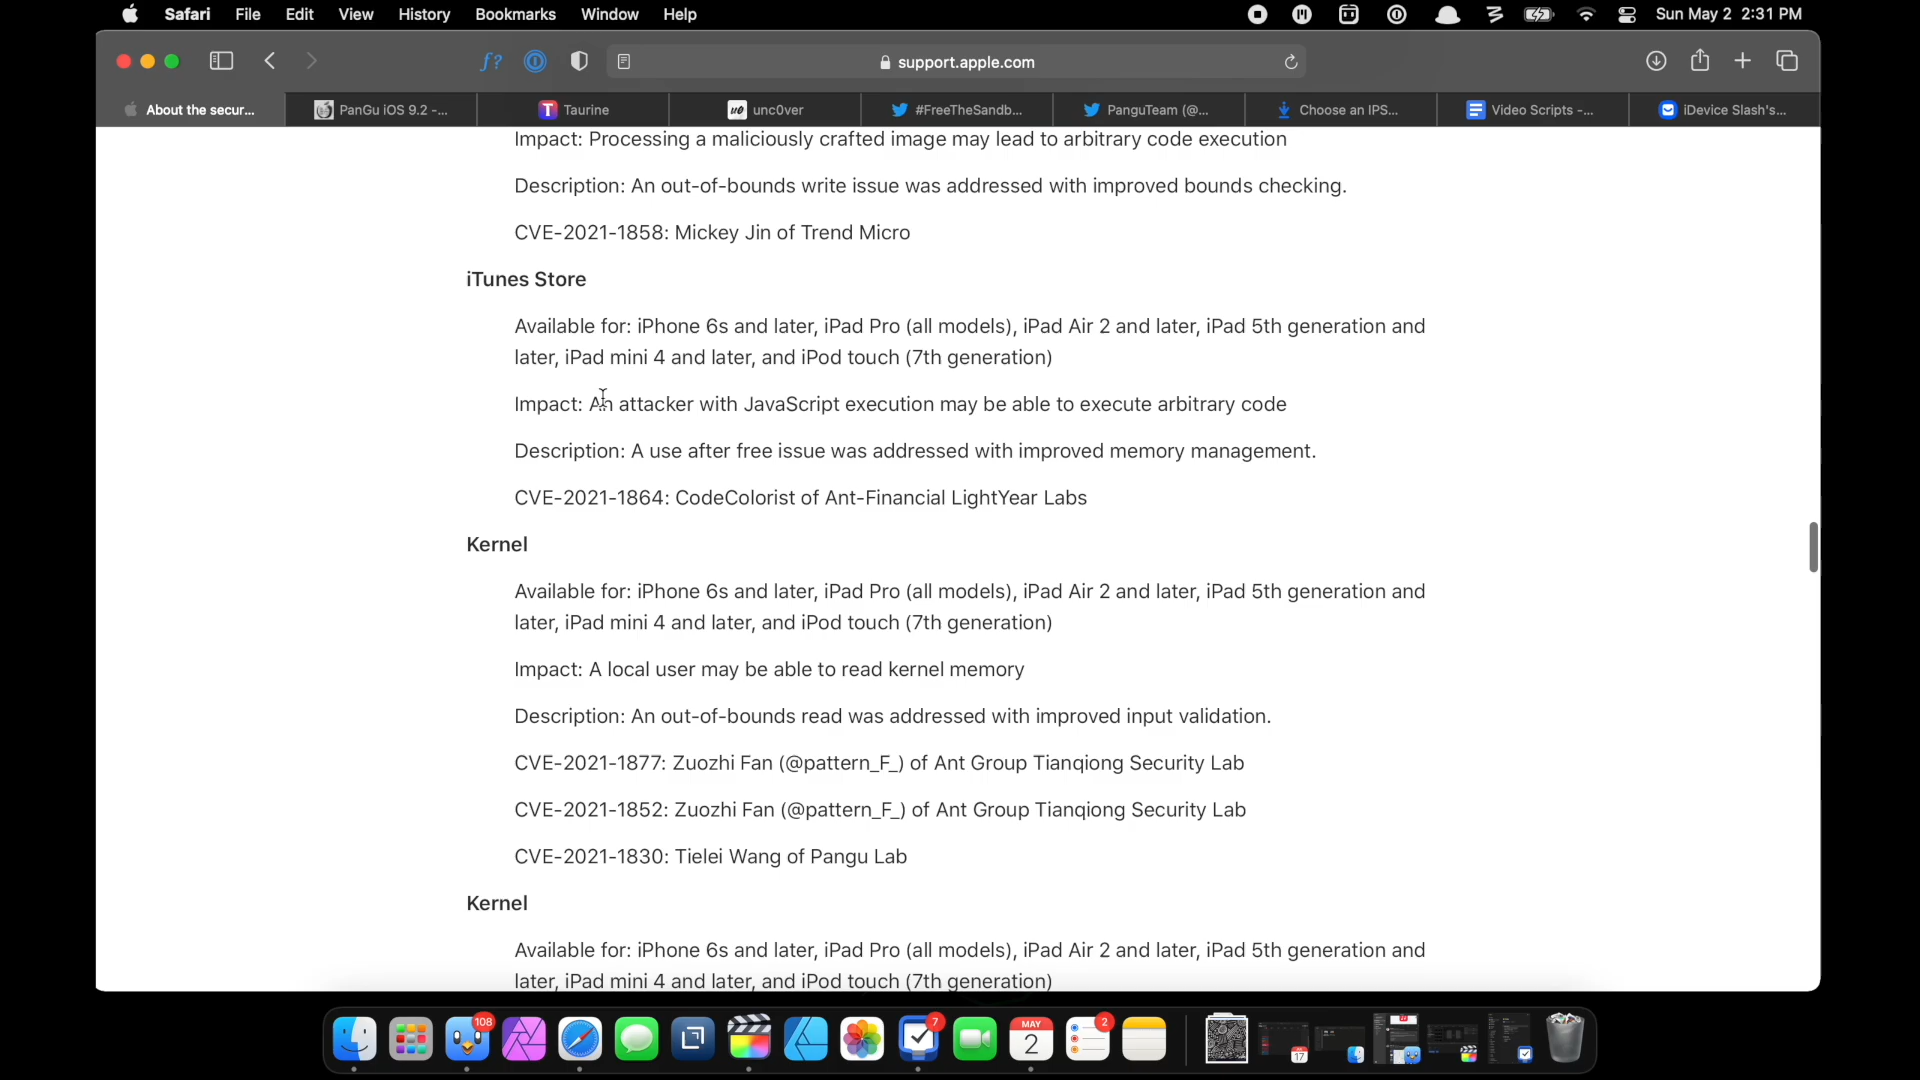 Safari File Edit View History Bookmarks Window Help Sun May 2 2:31 PM
support.apple.com
About the secur... PanGu iOS 9.2 -... Taurine unc0ver #FreeTheSandb... PanguTeam (@... Choose an IPS... Video Scripts -... iDevice Slash's...
Impact: Processing a maliciously crafted image may lead to arbitrary code execution
Description: An out-of-bounds write issue was addressed with improved bounds checking.
CVE-2021-1858: Mickey Jin of Trend Micro
iTunes Store
Available for: iPhone 6s and later, iPad Pro (all models), iPad Air 2 and later, iPad 5th generation and
later, iPad mini 4 and later, and iPod touch (7th generation)
Impact: An attacker with JavaScript execution may be able to execute arbitrary code
Description: A use after free issue was addressed with improved memory management.
CVE-2021-1864: CodeColorist of Ant-Financial LightYear Labs
Kernel
Available for: iPhone 6s and later, iPad Pro (all models), iPad Air 2 and later, iPad 5th generation and
later, iPad mini 4 and later, and iPod touch (7th generation)
Impact: A local user may be able to read kernel memory
Description: An out-of-bounds read was addressed with improved input validation.
CVE-2021-1877: Zuozhi Fan (@pattern_F_) of Ant Group Tianqiong Security Lab
CVE-2021-1852: Zuozhi Fan (@pattern_F_) of Ant Group Tianqiong Security Lab
CVE-2021-1830: Tielei Wang of Pangu Lab
Kernel
Available for: iPhone 6s and later, iPad Pro (all models), iPad Air 2 and later, iPad 5th generation and
later, iPad mini 4 and later, and iPod touch (7th generation)
108 7 MAY 2 2 17